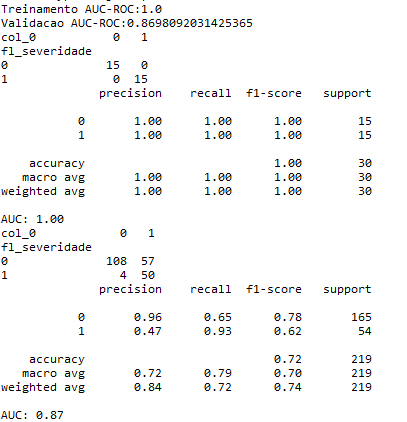 Treinamento AUC-ROC:1.0
Validacao AUC-ROC:0.8698092031425365
col_0 0 1
fl_severidade
0 15 0
1 0 15
precision recall f1-score support
0 1.00 1.00 1.00 15
1 1.00 1.00 1.00 15
accuracy 1.00 30
macro avg 1.00 1.00 1.00 30
weighted avg 1.00 1.00 1.00 30
AUC: 1.00
col_0 0 1
fl_severidade
0 108 57
1 4 50
precision recall f1-score support
0 0.96 0.65 0.78 165
1 0.47 0.93 0.62 54
accuracy 0.72 219
macro avg 0.72 0.79 0.70 219
weighted avg 0.84 0.72 0.74 219
AUC: 0.87